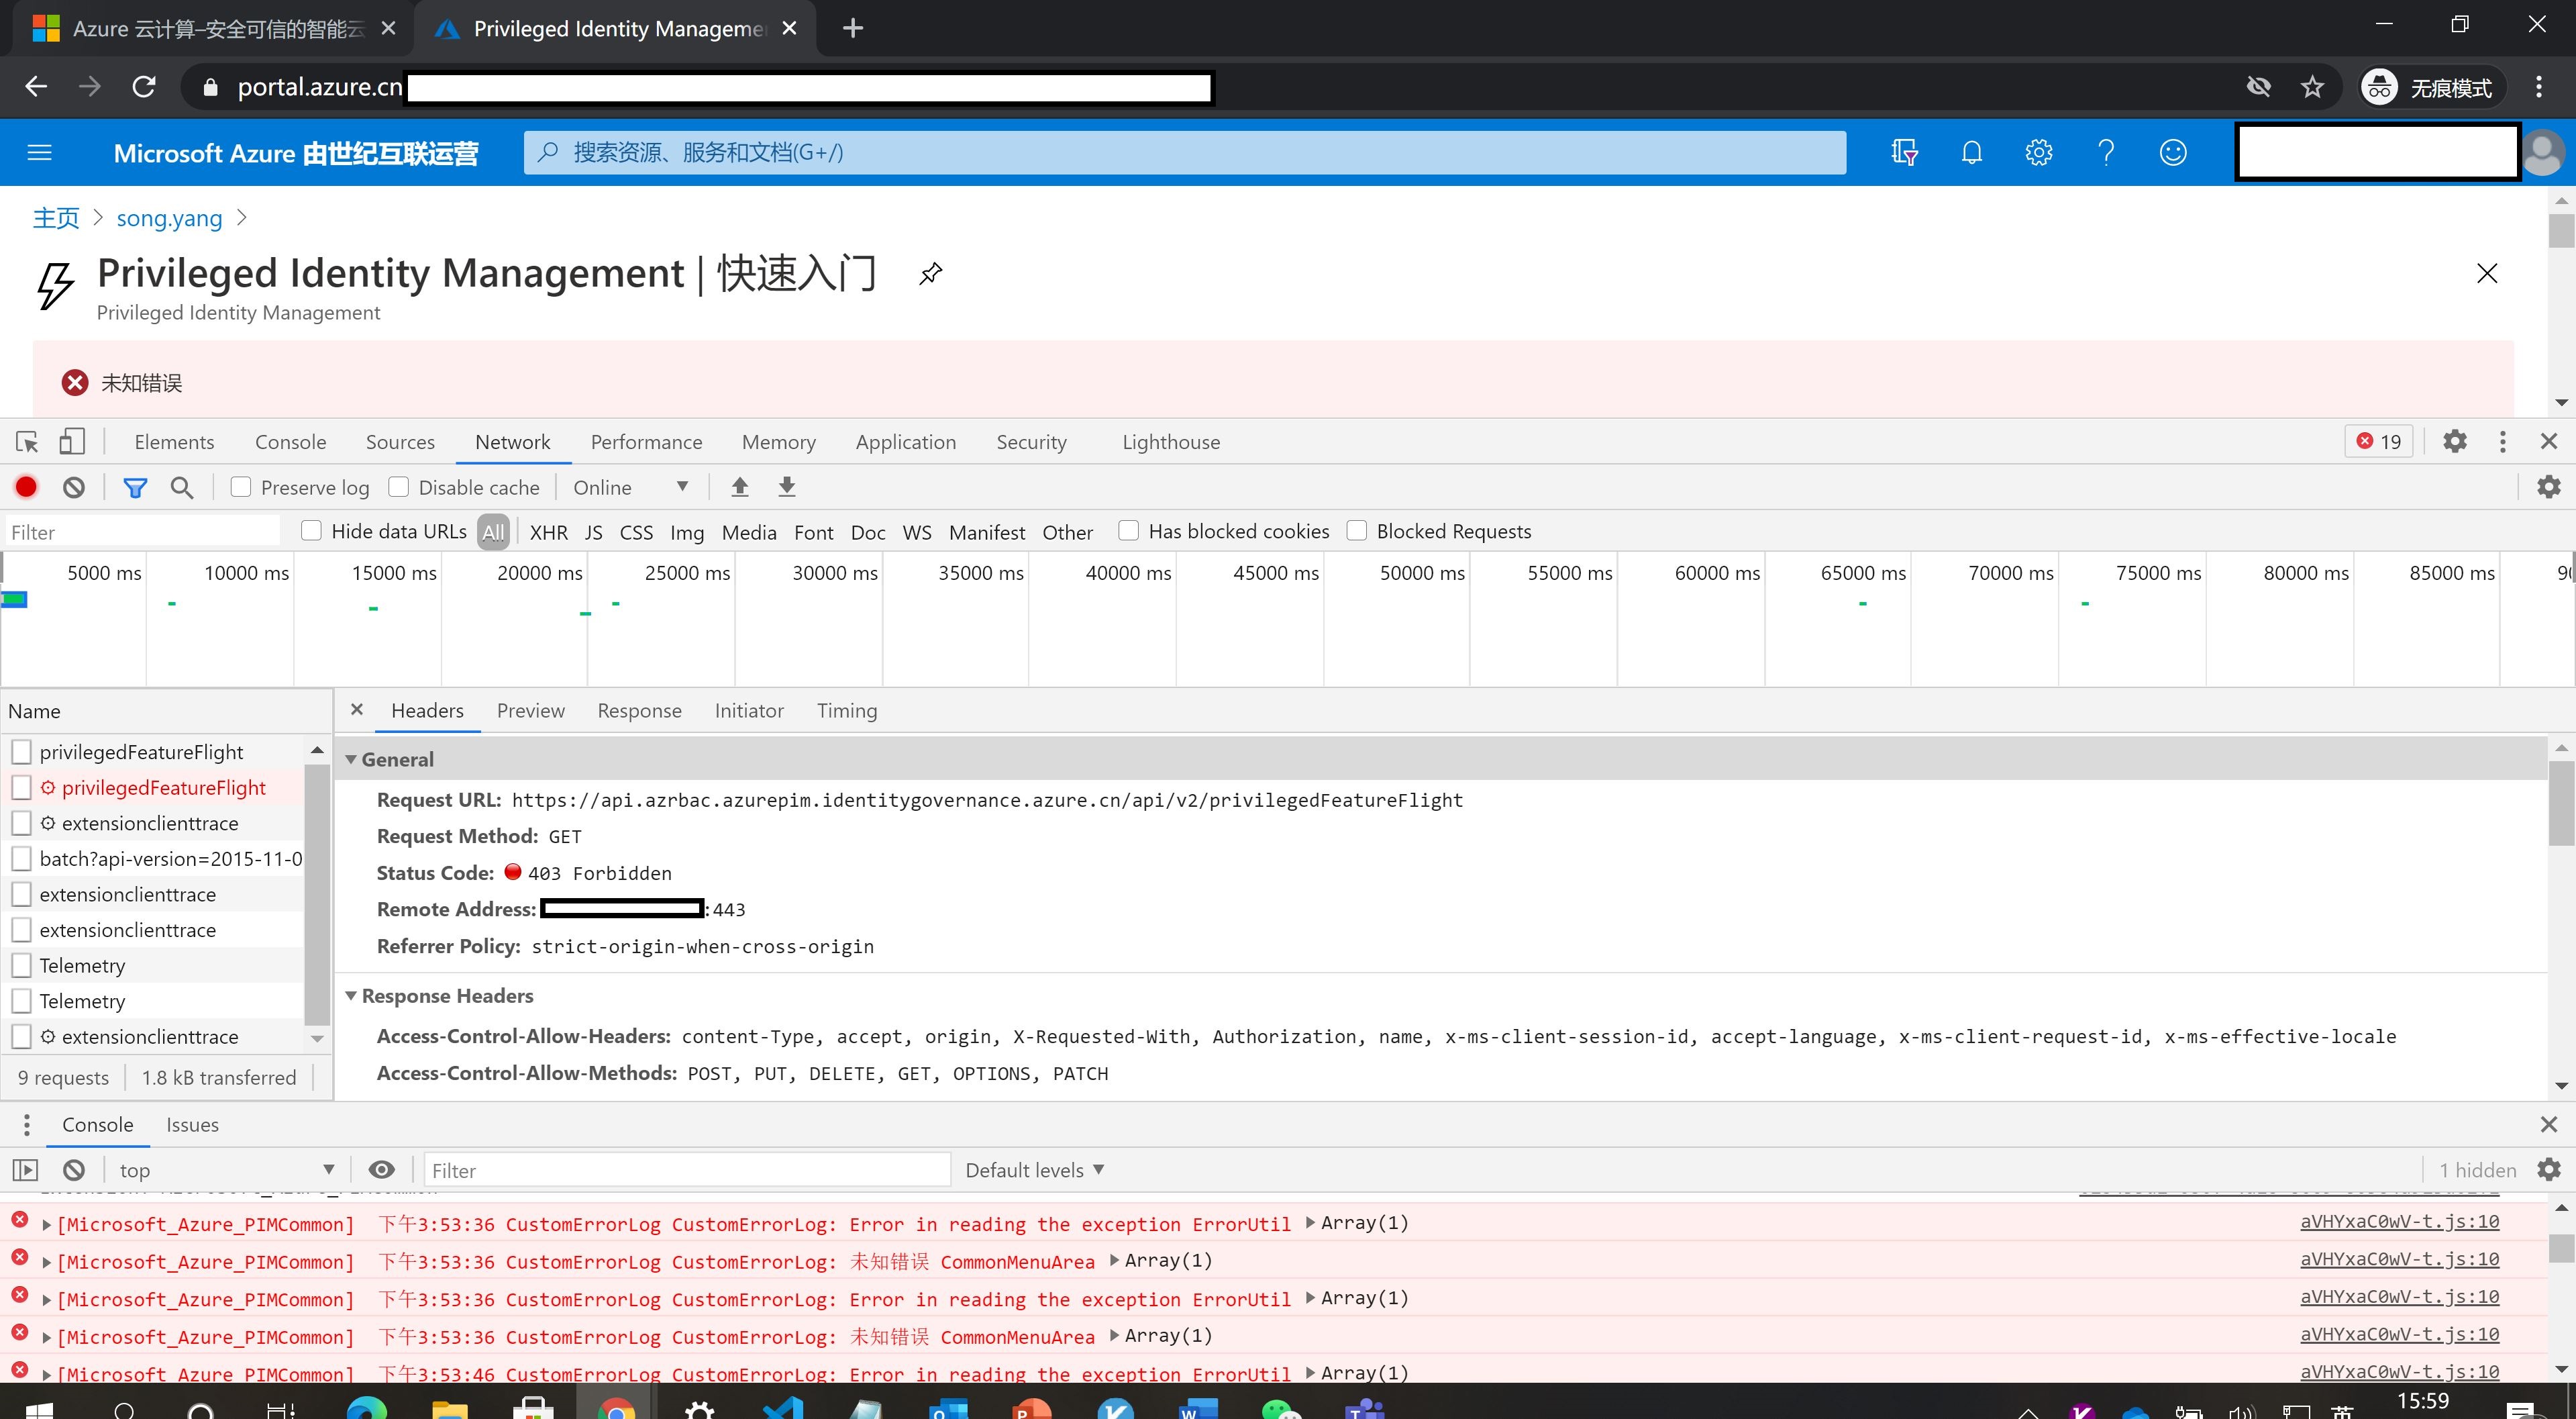 Azure 云计算–安全可信的智能云
Privileged Identity Manageme
portal.azure.cn
无痕模式
Microsoft Azure 由世纪互联运营
搜索资源、服务和文档(G+/)
主页 > song.yang >
Privileged Identity Management | 快速入门
Privileged Identity Management
未知错误
Elements Console Sources Network Performance Memory Application Security Lighthouse 19
Preserve log Disable cache Online
Filter Hide data URLs All XHR JS CSS Img Media Font Doc WS Manifest Other Has blocked cookies Blocked Requests
5000 ms 10000 ms 15000 ms 20000 ms 25000 ms 30000 ms 35000 ms 40000 ms 45000 ms 50000 ms 55000 ms 60000 ms 65000 ms 70000 ms 75000 ms 80000 ms 85000 ms
Name
privilegedFeatureFlight
privilegedFeatureFlight
extensionclienttrace
batch?api-version=2015-11-0
extensionclienttrace
extensionclienttrace
Telemetry
Telemetry
extensionclienttrace
9 requests 1.8 kB transferred
Headers Preview Response Initiator Timing
General
Request URL: https://api.azrbac.azurepim.identitygovernance.azure.cn/api/v2/privilegedFeatureFlight
Request Method: GET
Status Code: 403 Forbidden
Remote Address: :443
Referrer Policy: strict-origin-when-cross-origin
Response Headers
Access-Control-Allow-Headers: content-Type, accept, origin, X-Requested-With, Authorization, name, x-ms-client-session-id, accept-language, x-ms-client-request-id, x-ms-effective-locale
Access-Control-Allow-Methods: POST, PUT, DELETE, GET, OPTIONS, PATCH
Console Issues
top Filter Default levels 1 hidden
[Microsoft_Azure_PIMCommon] 下午3:53:36 CustomErrorLog CustomErrorLog: Error in reading the exception ErrorUtil Array(1) aVHYxaC0wV-t.js:10
[Microsoft_Azure_PIMCommon] 下午3:53:36 CustomErrorLog CustomErrorLog: 未知错误 CommonMenuArea Array(1) aVHYxaC0wV-t.js:10
[Microsoft_Azure_PIMCommon] 下午3:53:36 CustomErrorLog CustomErrorLog: Error in reading the exception ErrorUtil Array(1) aVHYxaC0wV-t.js:10
[Microsoft_Azure_PIMCommon] 下午3:53:36 CustomErrorLog CustomErrorLog: 未知错误 CommonMenuArea Array(1) aVHYxaC0wV-t.js:10
[Microsoft_Azure_PIMCommon] 下午3:53:46 CustomErrorLog CustomErrorLog: Error in reading the exception ErrorUtil Array(1) aVHYxaC0wV-t.js:10
英 15:59